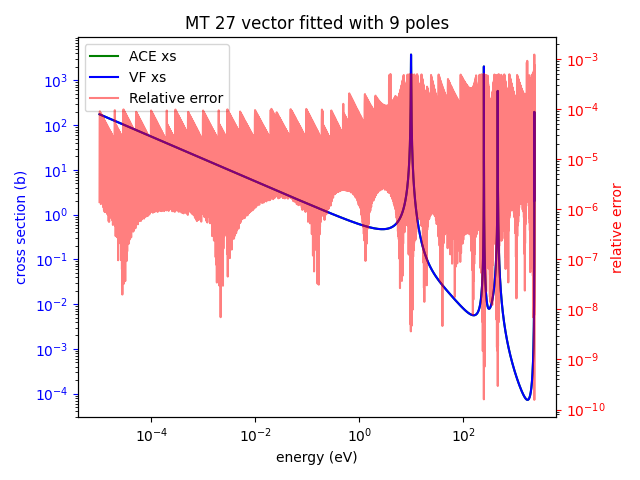 MT 27 vector fitted with 9 poles
ACE xs
VF xs
Relative error
cross section (b)
10³
10²
10¹
10⁰
10⁻¹
10⁻²
10⁻³
10⁻⁴
10⁻³
10⁻⁴
10⁻⁵
10⁻⁶
10⁻⁷
10⁻⁸
10⁻⁹
10⁻¹⁰
relative error
10⁻⁴
10⁻²
10⁰
10²
energy (eV)